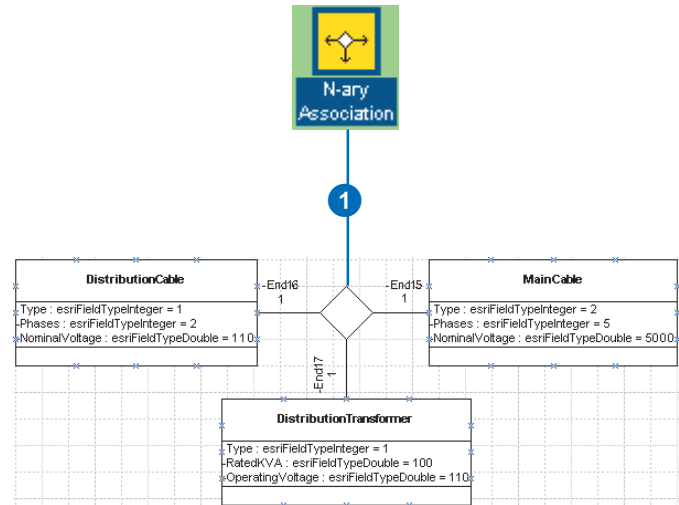 N-ary
Association
1
DistributionCable
Type : esriFieldTypeInteger = 1
-Phases : esriFieldTypeInteger = 2
NominalVoltage : esriFieldTypeDouble = 110
-End16
1
-End15
1
MainCable
Type : esriFieldTypeInteger = 2
-Phases : esriFieldTypeInteger = 5
NominalVoltage : esriFieldTypeDouble = 5000
-End17
1
DistributionTransformer
Type : esriFieldTypeInteger = 1
-RatedKVA : esriFieldTypeDouble = 100
OperatingVoltage : esriFieldTypeDouble = 110